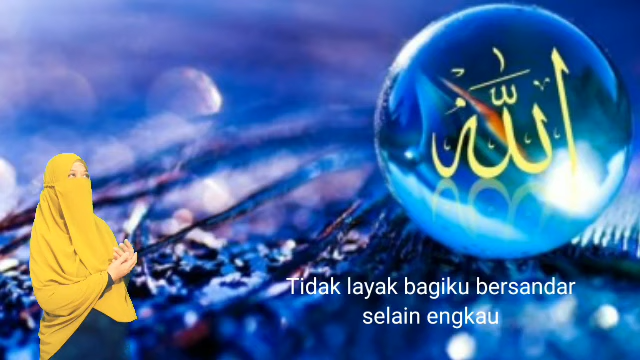 الله
Tidak layak bagiku bersandar
selain engkau